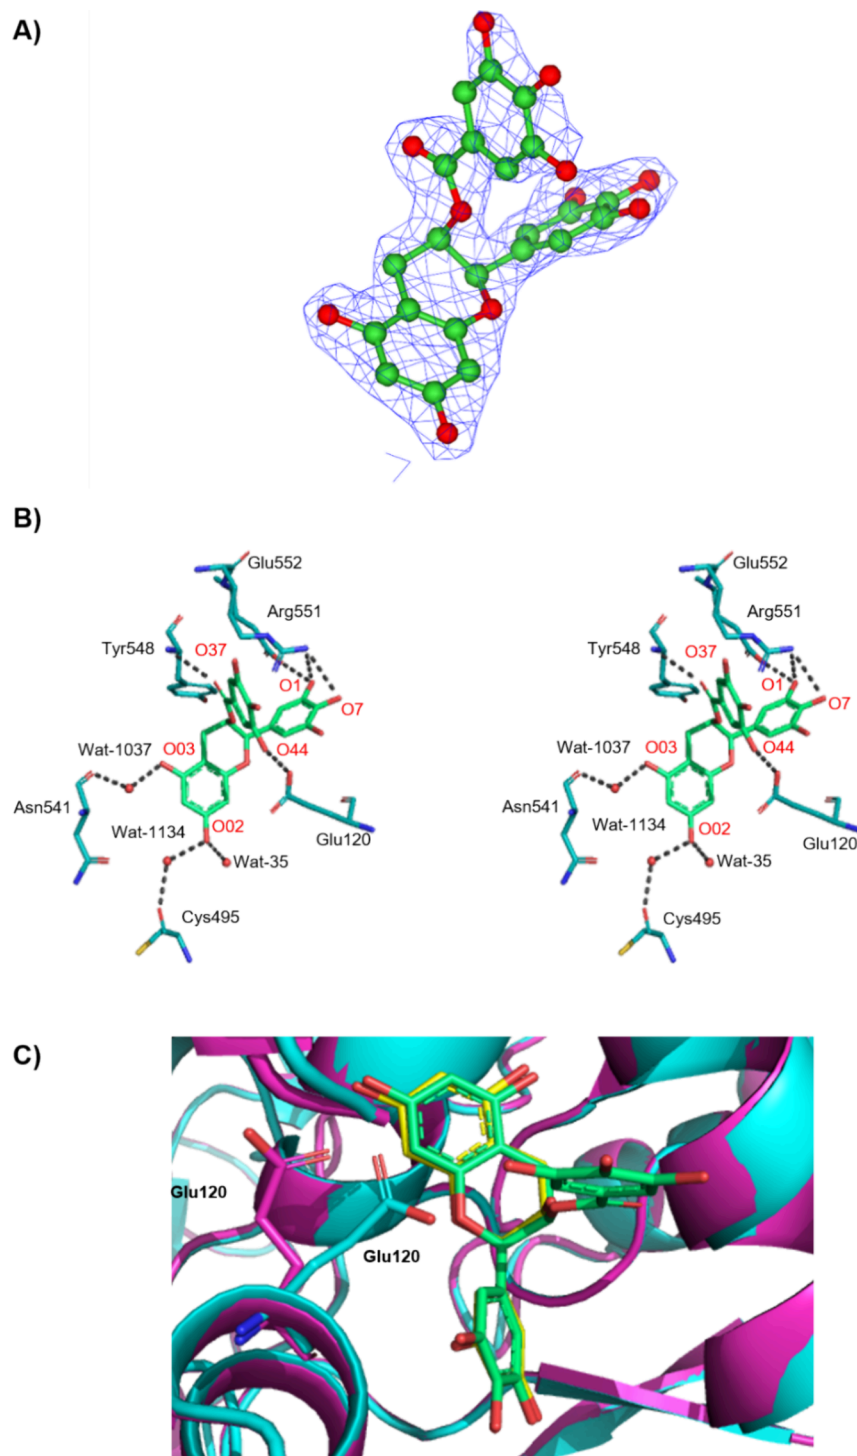 A)
B)
Glu552
Arg551
Tyr548
O37
O1
O7
Wat-1037
O03
O44
Asn541
Wat-1134
O02
Wat-35
Glu120
Cys495
Glu552
Arg551
Tyr548
O37
O1
O7
Wat-1037
O03
O44
Asn541
Wat-1134
O02
Wat-35
Glu120
Cys495
C)
Glu120
Glu120